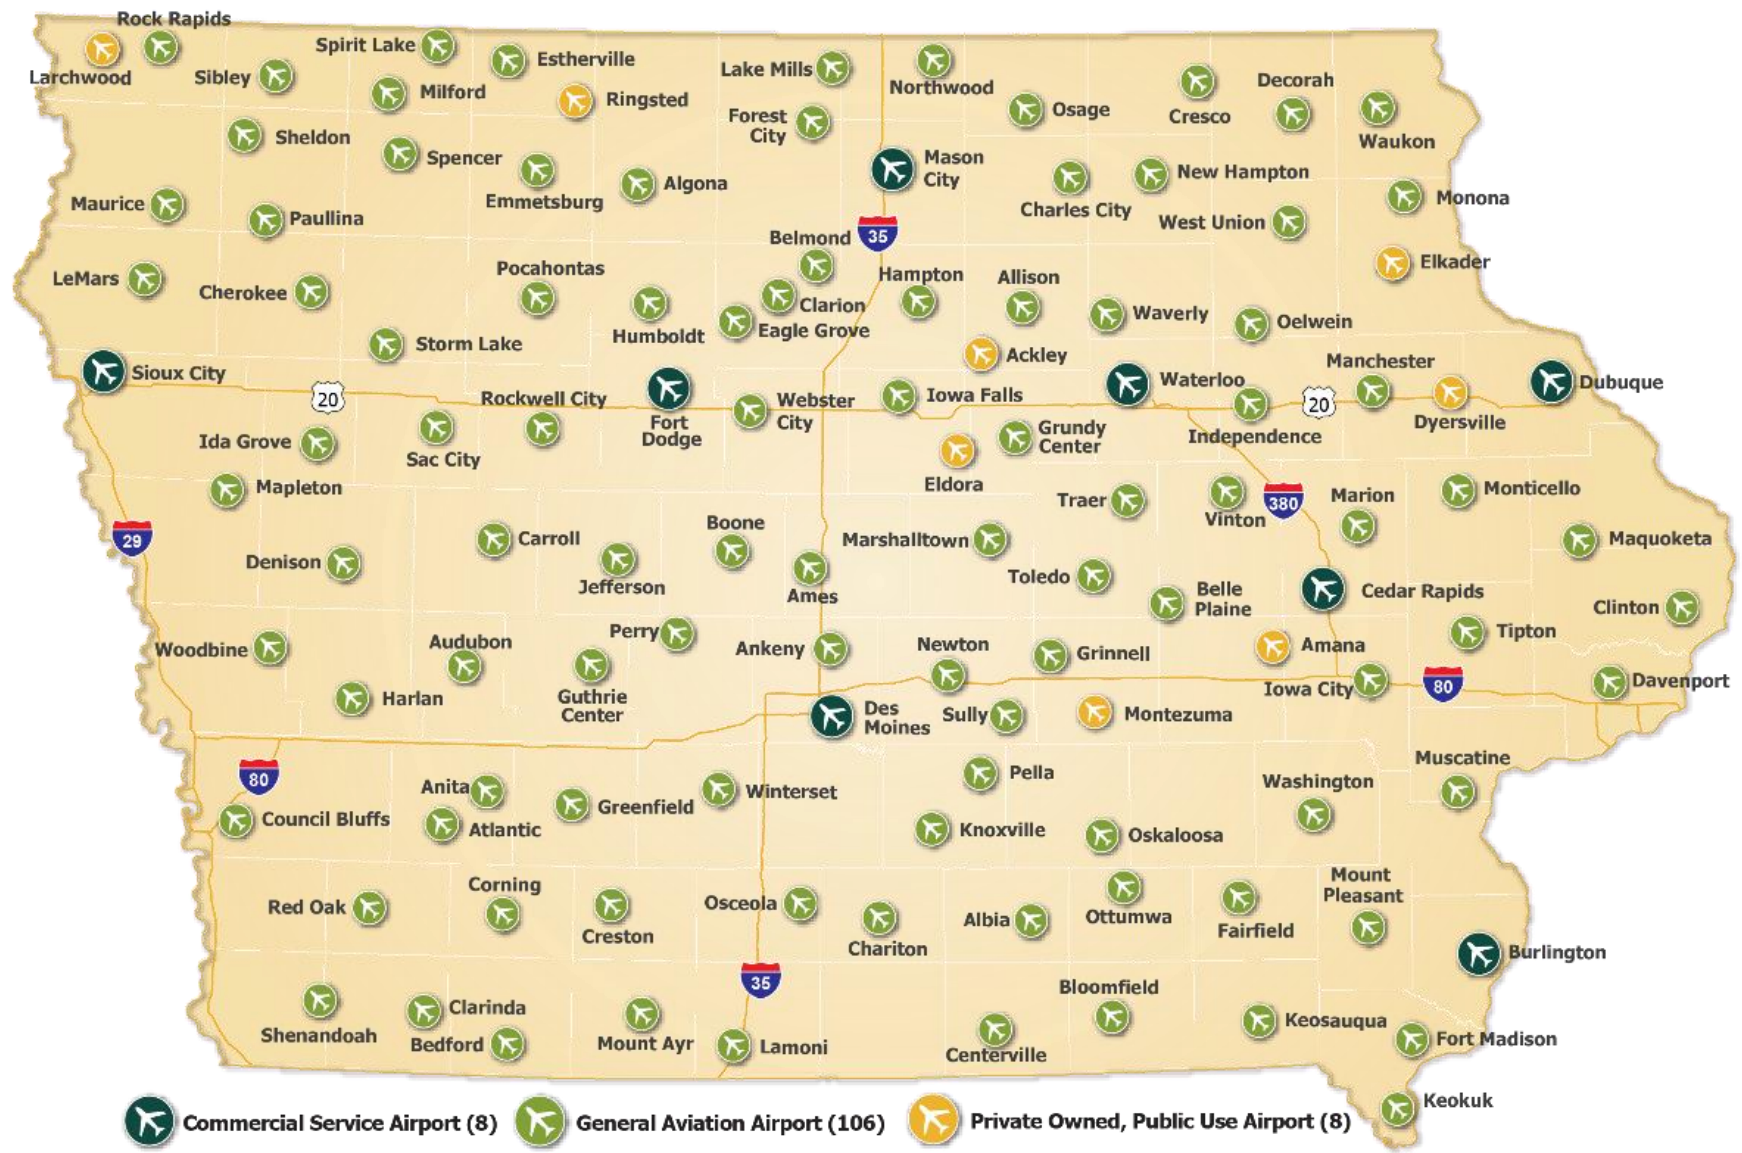 Rock Rapids
Larchwood
Sibley
Spirit Lake
Milford
Estherville
Ringsted
Lake Mills
Northwood
Forest
City
Osage
Cresco
Decorah
Waukon
Sheldon
Spencer
Emmetsburg
Algona
Mason
City
Charles City
New Hampton
West Union
Monona
Maurice
Paullina
35
Belmond
Elkader
LeMars
Cherokee
Pocahontas
Humboldt
Clarion
Eagle Grove
Hampton
Allison
Waverly
Oelwein
Storm Lake
Ackley
Manchester
Sioux City
20
Rockwell City
Fort
Dodge
Webster
City
Iowa Falls
Waterloo
Independence
20
Dyersville
Dubuque
Ida Grove
Sac City
Grundy
Center
Eldora
Mapleton
Traer
Vinton
380
Marion
Monticello
29
Denison
Carroll
Jefferson
Boone
Ames
Marshalltown
Toledo
Belle
Plaine
Cedar Rapids
Maquoketa
Clinton
Woodbine
Audubon
Perry
Ankeny
Newton
Grinnell
Amana
Tipton
Harlan
Guthrie
Center
Des
Moines
Sully
Montezuma
Iowa City
80
Davenport
80
Council Bluffs
Anita
Atlantic
Greenfield
Winterset
Pella
Knoxville
Oskaloosa
Washington
Muscatine
Red Oak
Corning
Creston
Osceola
Chariton
Albia
Ottumwa
Fairfield
Mount
Pleasant
Burlington
35
Shenandoah
Clarinda
Bedford
Mount Ayr
Lamoni
Centerville
Bloomfield
Keosauqua
Fort Madison
Keokuk
Commercial Service Airport (8)
General Aviation Airport (106)
Private Owned, Public Use Airport (8)